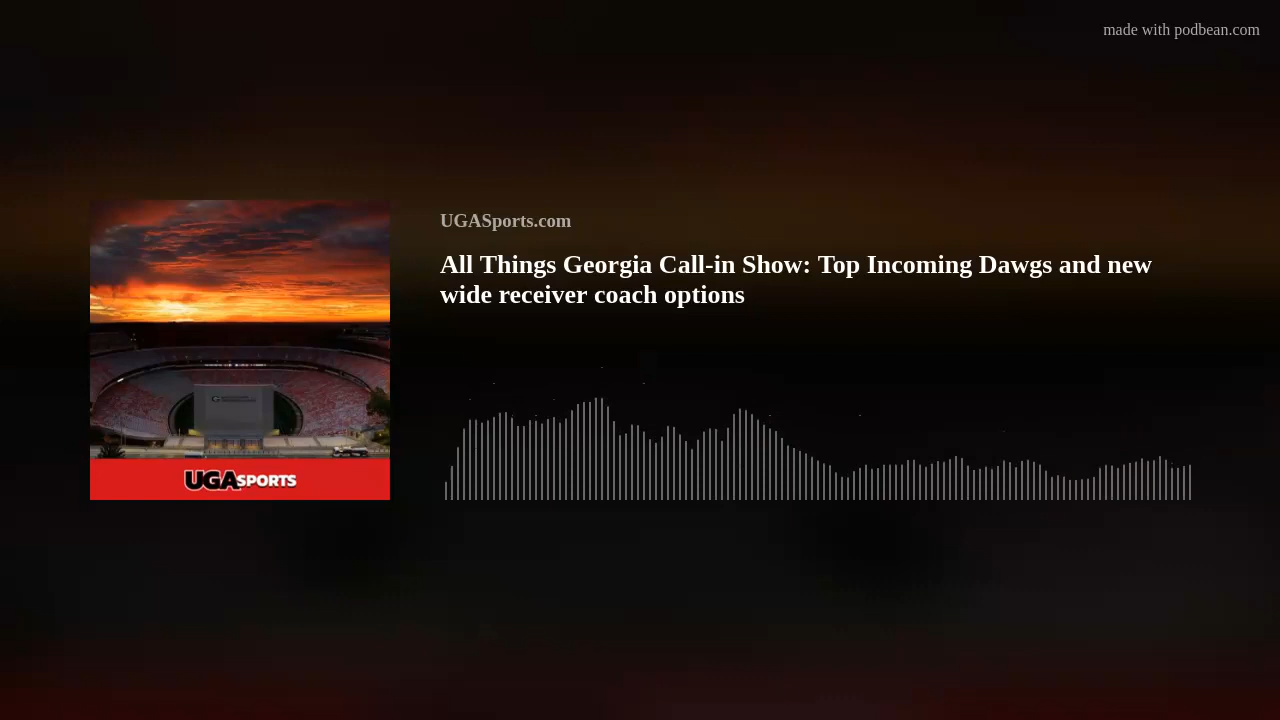 made with podbean.com
UGASports.com
All Things Georgia Call-in Show: Top Incoming Dawgs and new
wide receiver coach options
UGASPORTS